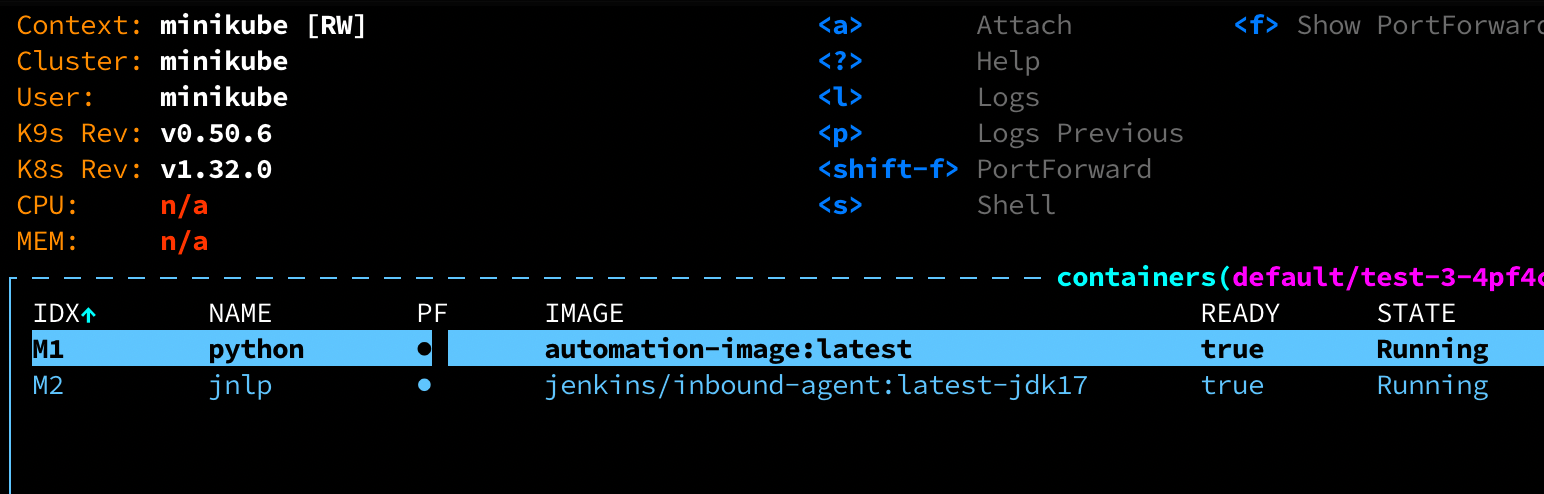 Context: minikube [RW] <a> Attach <f> Show PortForward
Cluster: minikube <?> Help
User: minikube <l> Logs
K9s Rev: v0.50.6 <p> Logs Previous
K8s Rev: v1.32.0 <shift-f> PortForward
CPU: n/a <s> Shell
MEM: n/a
containers(default/test-3-4pf4c
IDX↑ NAME PF IMAGE READY STATE
M1 python ● automation-image:latest true Running
M2 jnlp ● jenkins/inbound-agent:latest-jdk17 true Running